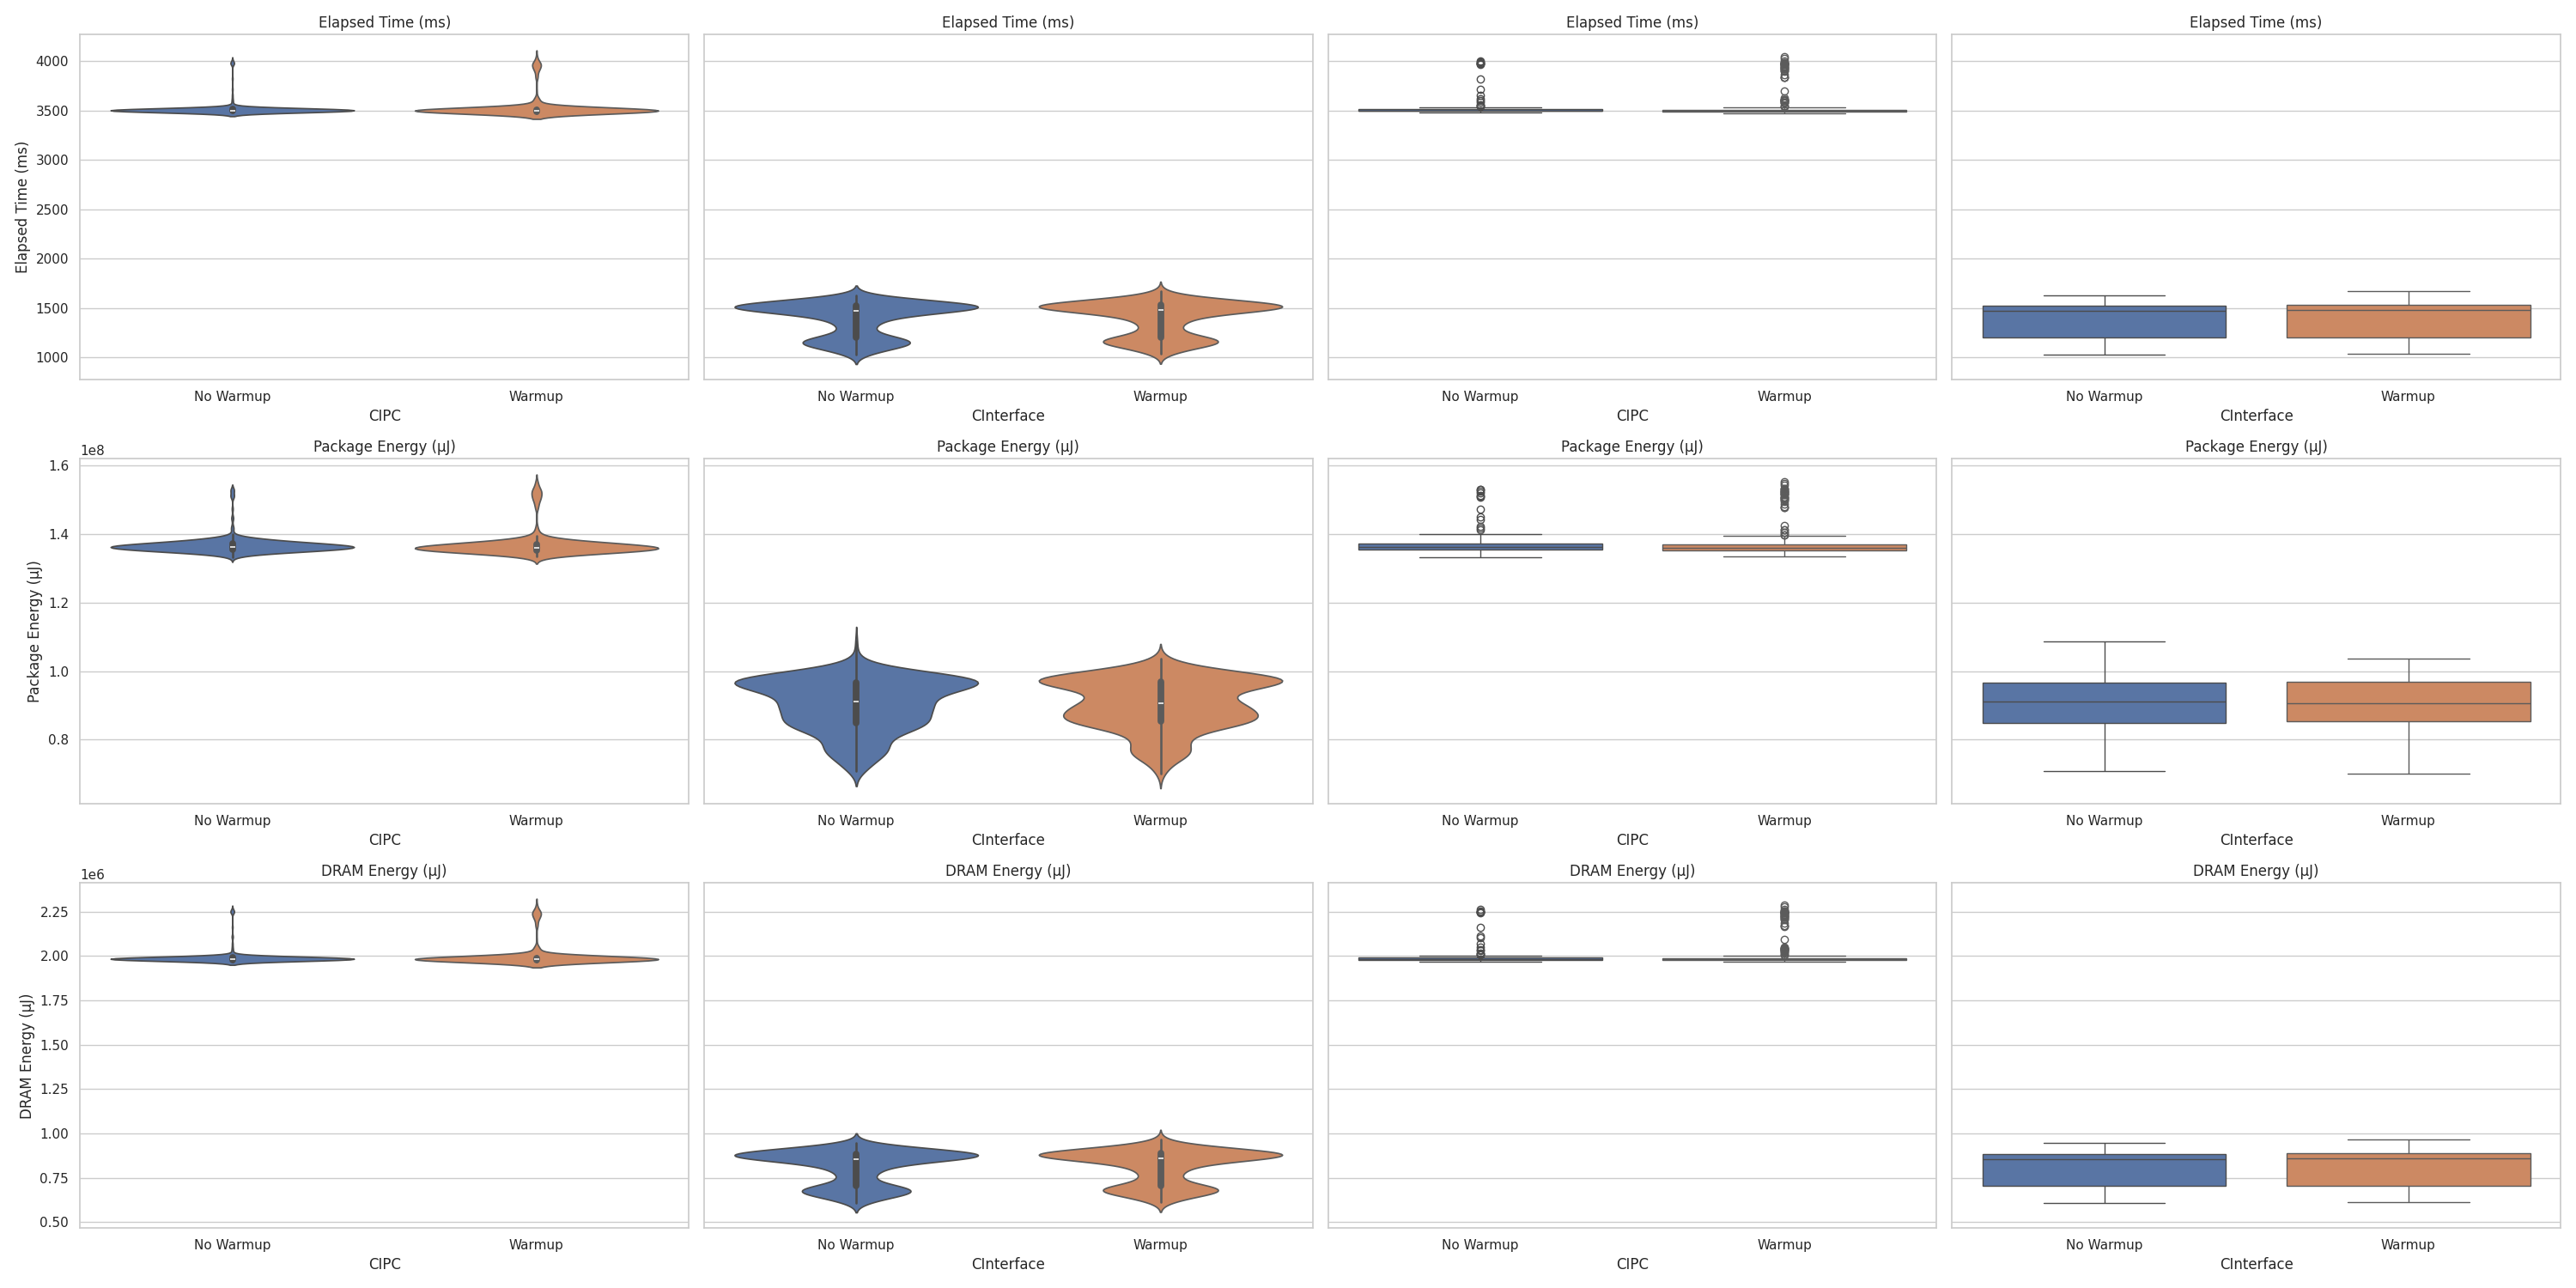 Elapsed Time (ms) Elapsed Time (ms) Elapsed Time (ms) Elapsed Time (ms)
Elapsed Time (ms)
4000
3500
3000
2500
2000
1500
1000
No Warmup Warmup No Warmup Warmup No Warmup Warmup No Warmup Warmup
CIPC CInterface CIPC CInterface
Package Energy (µJ) Package Energy (µJ) Package Energy (µJ) Package Energy (µJ)
1e8
Package Energy (µJ)
1.6
1.4
1.2
1.0
0.8
No Warmup Warmup No Warmup Warmup No Warmup Warmup No Warmup Warmup
CIPC CInterface CIPC CInterface
DRAM Energy (µJ) DRAM Energy (µJ) DRAM Energy (µJ) DRAM Energy (µJ)
1e6
DRAM Energy (µJ)
2.25
2.00
1.75
1.50
1.25
1.00
0.75
0.50
No Warmup Warmup No Warmup Warmup No Warmup Warmup No Warmup Warmup
CIPC CInterface CIPC CInterface